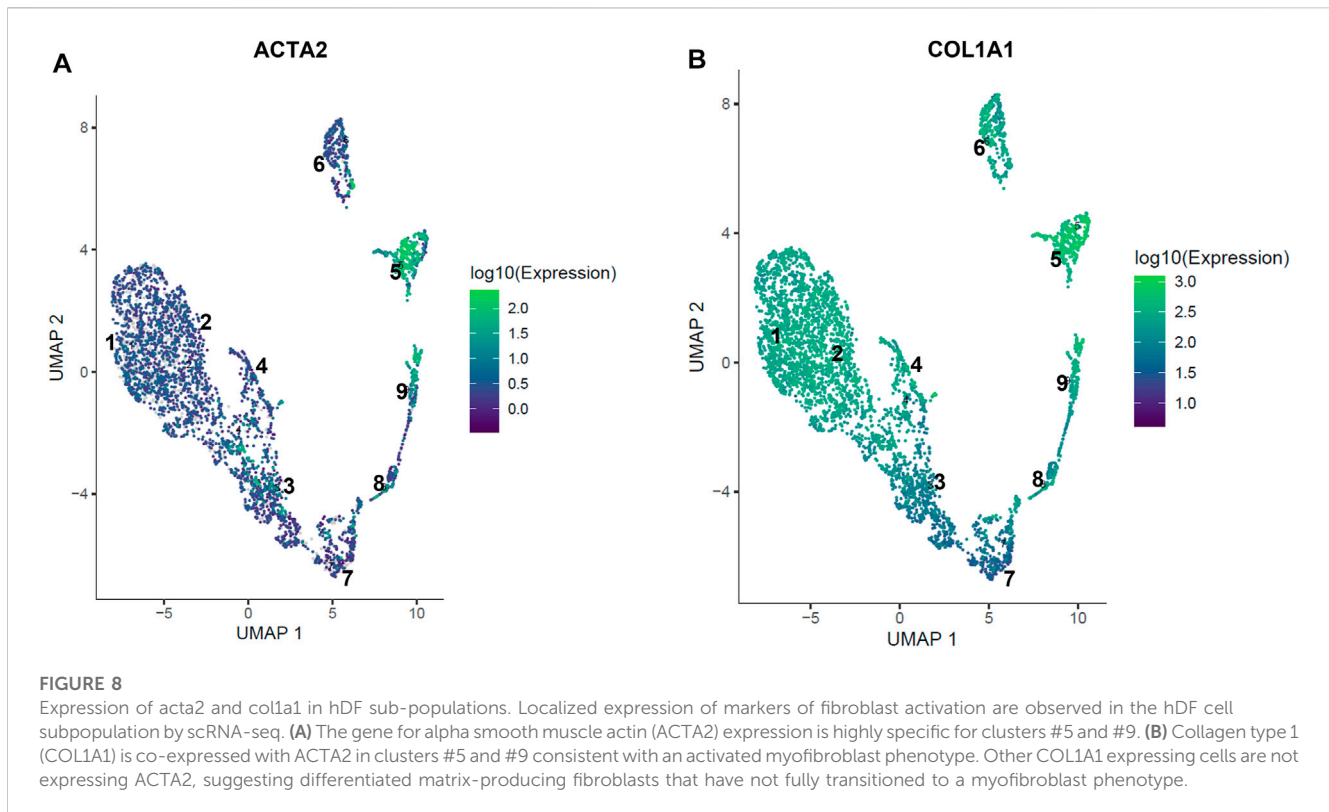 A
ACTA2
8
4
0
−4
UMAP 2
−5
0
5
10
UMAP 1
6
5
2
1
4
9
3
8
7
log10(Expression)
2.0
1.5
1.0
0.5
0.0
B
COL1A1
8
4
0
−4
UMAP 2
−5
0
5
10
UMAP 1
6
5
1
2
4
9
3
8
7
log10(Expression)
3.0
2.5
2.0
1.5
1.0
FIGURE 8
Expression of acta2 and col1a1 in hDF sub-populations. Localized expression of markers of fibroblast activation are observed in the hDF cell
subpopulation by scRNA-seq. (A) The gene for alpha smooth muscle actin (ACTA2) expression is highly specific for clusters #5 and #9. (B) Collagen type 1
(COL1A1) is co-expressed with ACTA2 in clusters #5 and #9 consistent with an activated myofibroblast phenotype. Other COL1A1 expressing cells are not
expressing ACTA2, suggesting differentiated matrix-producing fibroblasts that have not fully transitioned to a myofibroblast phenotype.